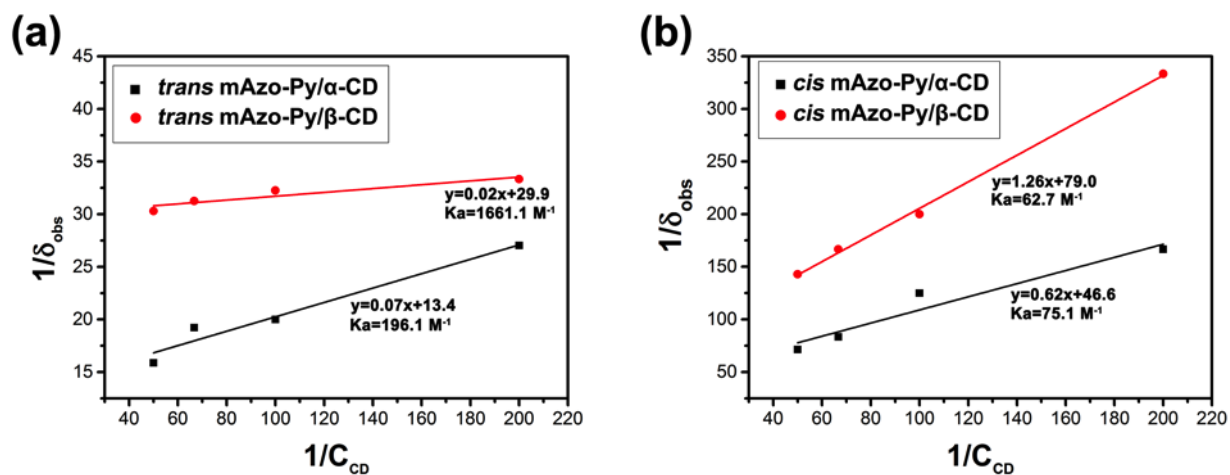 (a)
45
40
35
30
25
20
15
1/δobs
trans mAzo-Py/α-CD
trans mAzo-Py/β-CD
y=0.02x+29.9
Ka=1661.1 M⁻¹
y=0.07x+13.4
Ka=196.1 M⁻¹
40 60 80 100 120 140 160 180 200 220
1/CCD
(b)
350
300
250
200
150
100
50
1/δobs
cis mAzo-Py/α-CD
cis mAzo-Py/β-CD
y=1.26x+79.0
Ka=62.7 M⁻¹
y=0.62x+46.6
Ka=75.1 M⁻¹
40 60 80 100 120 140 160 180 200 220
1/CCD